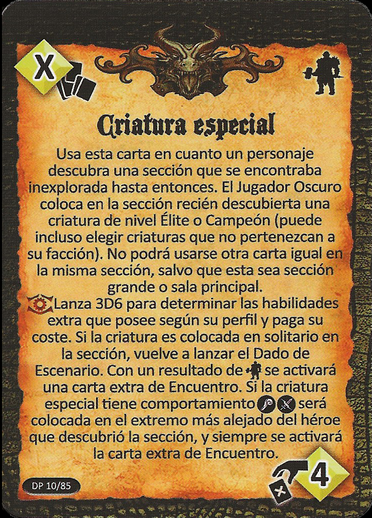 X
Criatura especial
Usa esta carta en cuanto un personaje
descubra una sección que se encontraba
inexplorada hasta entonces. El Jugador Oscuro
coloca en la sección recién descubierta una
criatura de nivel Élite o Campeón (puede
incluso elegir criaturas que no pertenezcan a
su facción). No podrá usarse otra carta igual en
la misma sección, salvo que esta sea sección
grande o sala principal.
Lanza 3D6 para determinar las habilidades
extra que posee según su perfil y paga su
coste. Si la criatura es colocada en solitario en
la sección, vuelve a lanzar el Dado de
Escenario. Con un resultado de se activará
una carta extra de Encuentro. Si la criatura
especial tiene comportamiento será
colocada en el extremo más alejado del héroe
que descubrió la sección, y siempre se activará
la carta extra de Encuentro.
DP 10/85
4